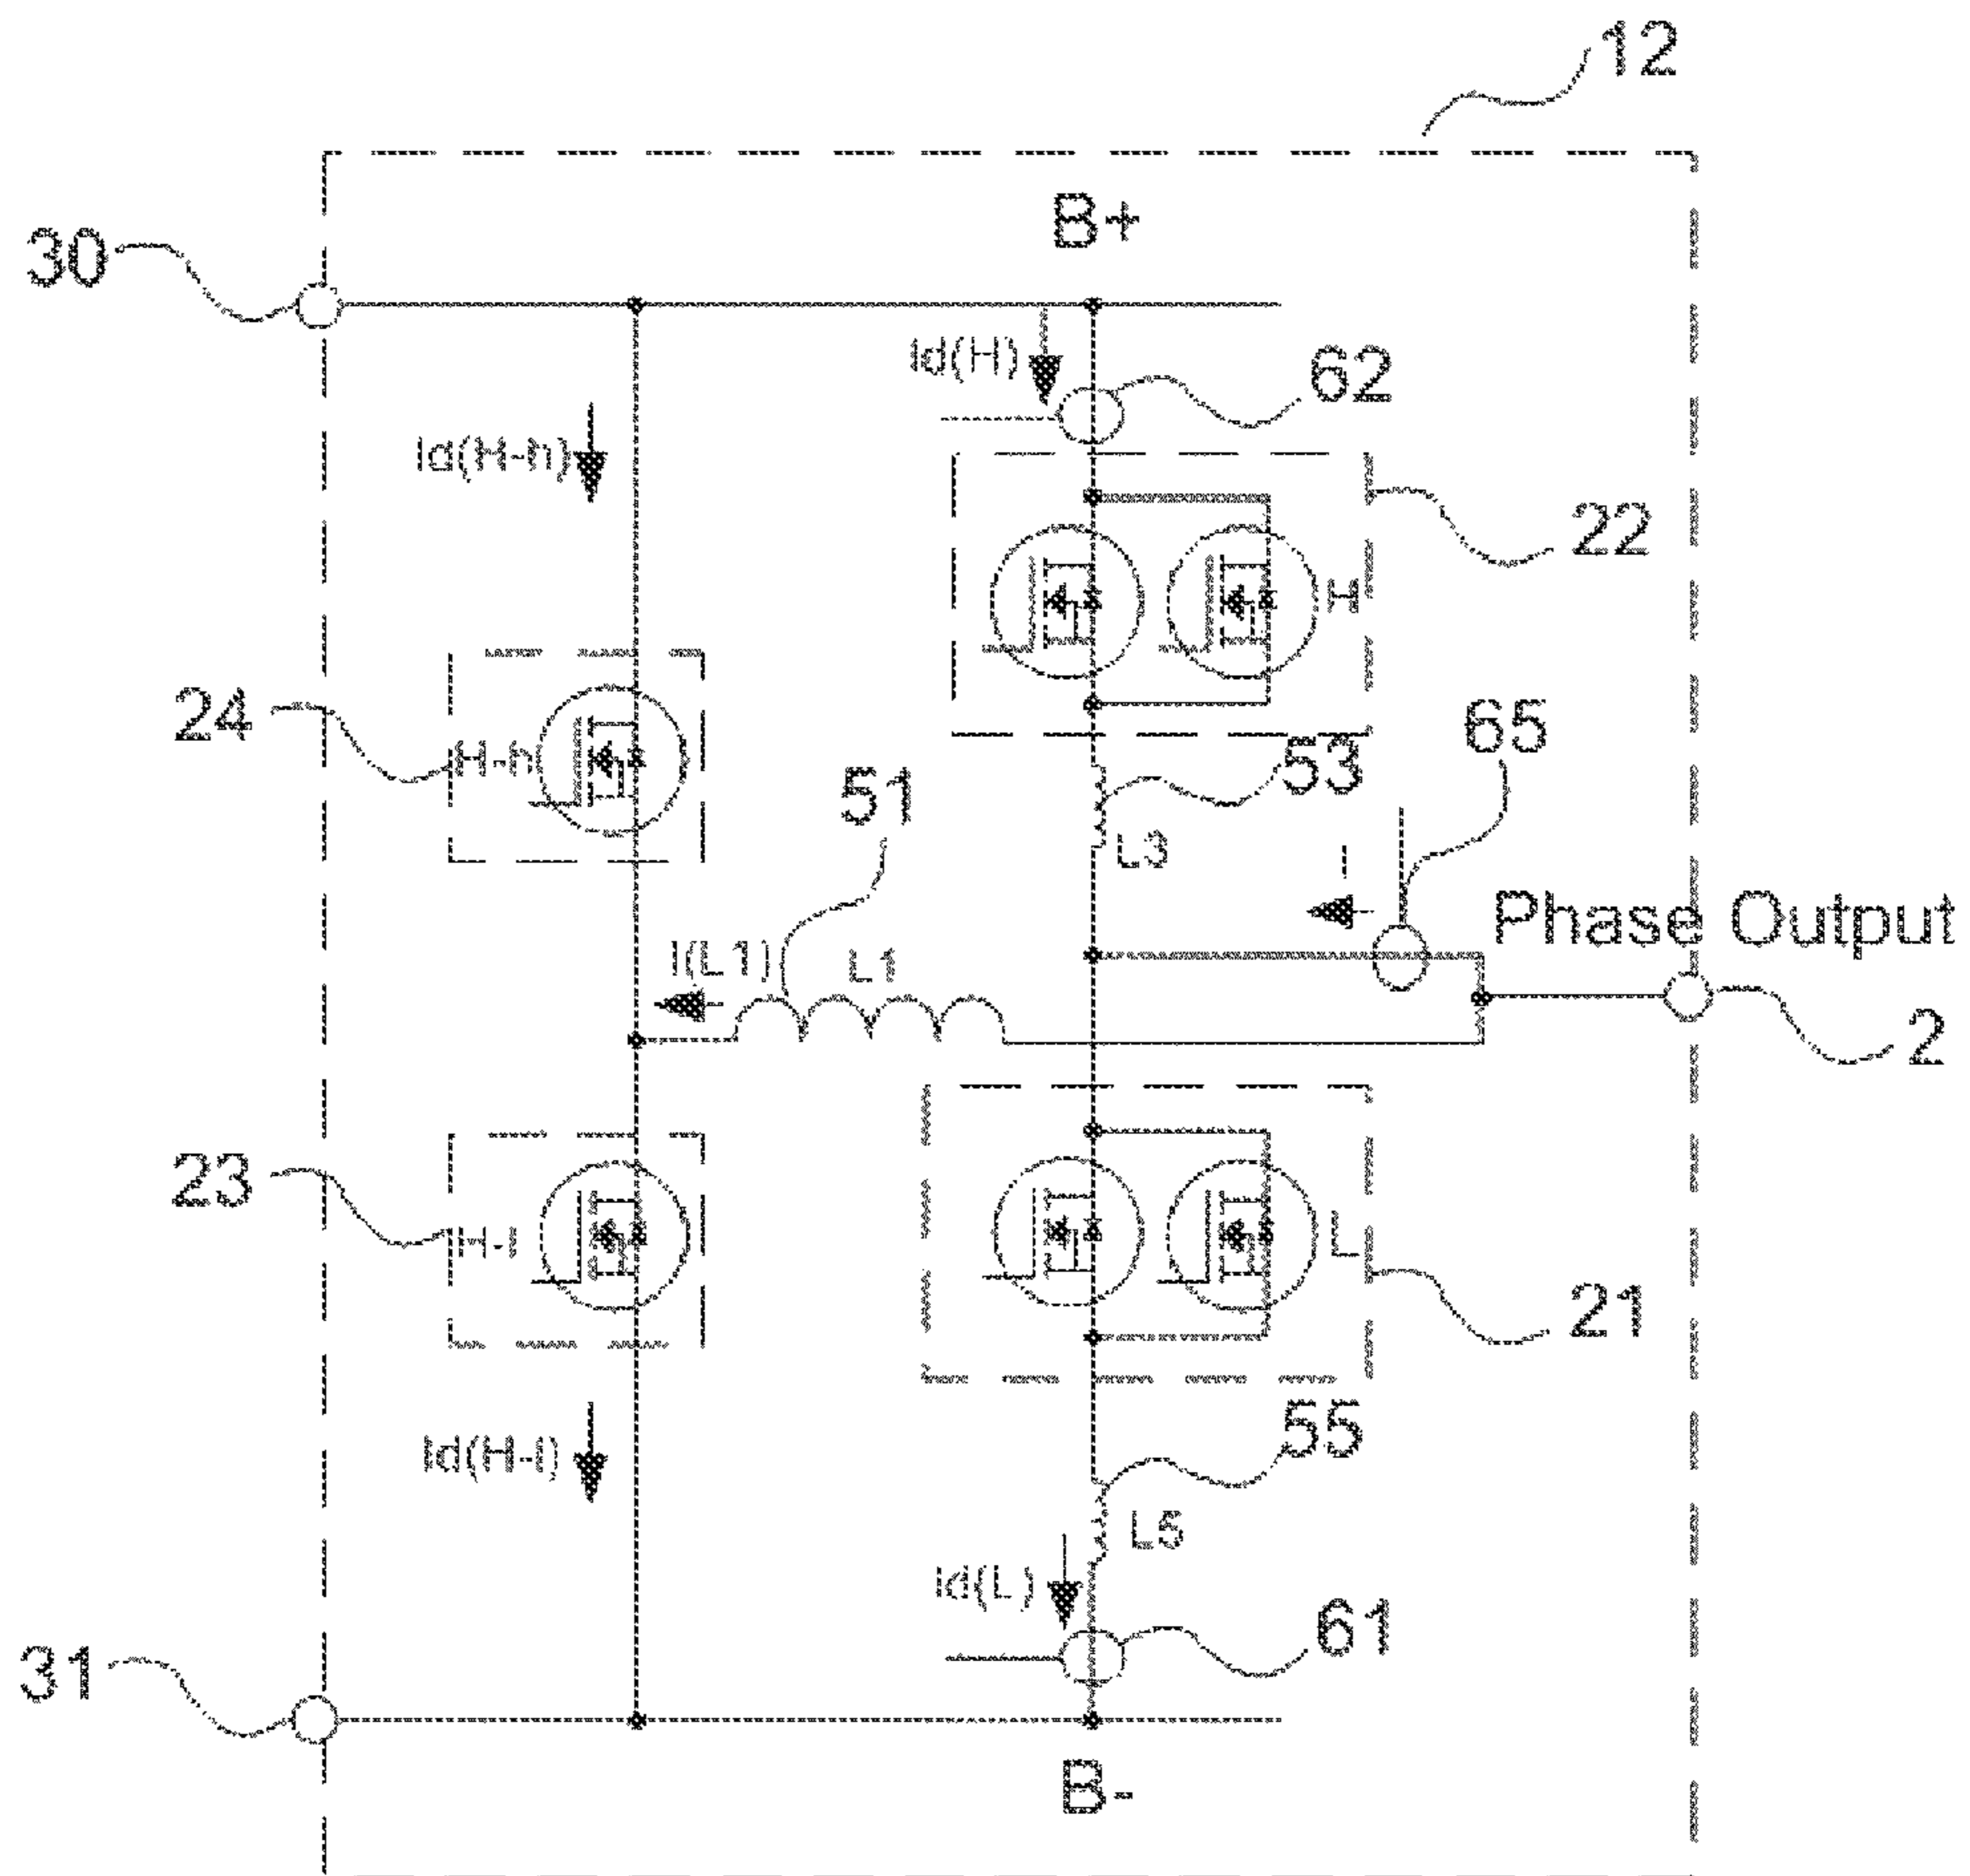 12
B+
30
Id(H)
62
Id(H-h)
22
H
24
H-h
51
53
65
L3
I
Phase Output
I(L1)
L1
2
23
H-l
L
21
Id(H-l)
55
L5
Id(L)
61
31
B-